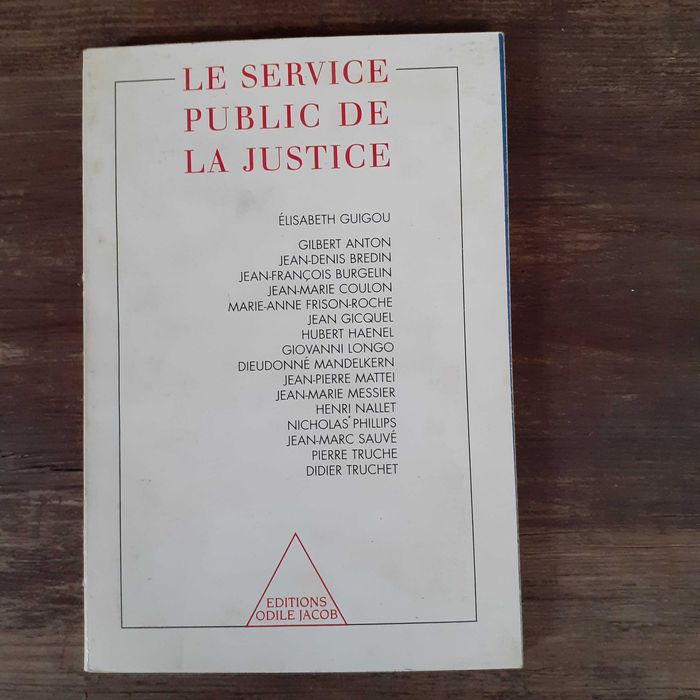 LE SERVICE
PUBLIC DE
LA JUSTICE
ÉLISABETH GUIGOU
GILBERT ANTON
JEAN-DENIS BREDIN
JEAN-FRANÇOIS BURGELIN
JEAN-MARIE COULON
MARIE-ANNE FRISON-ROCHE
JEAN GICQUEL
HUBERT HAENEL
GIOVANNI LONGO
DIEUDONNÉ MANDELKERN
JEAN-PIERRE MATTEI
JEAN-MARIE MESSIER
HENRI NALLET
NICHOLAS PHILLIPS
JEAN-MARC SAUVÉ
PIERRE TRUCHE
DIDIER TRUCHET
EDITIONS
ODILE JACOB